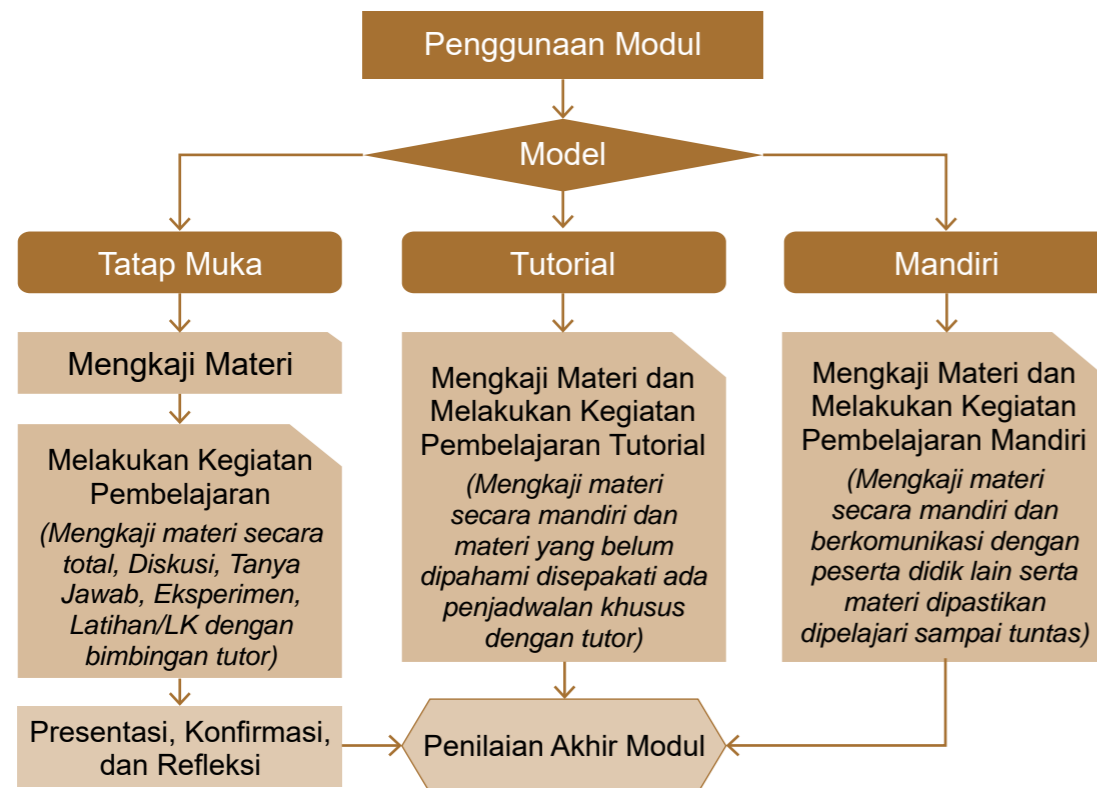 Penggunaan Modul
Model
Tatap Muka
Mengkaji Materi
Melakukan Kegiatan
Pembelajaran
(Mengkaji materi secara
total, Diskusi, Tanya
Jawab, Eksperimen,
Latihan/LK dengan
bimbingan tutor)
Presentasi, Konfirmasi,
dan Refleksi
Tutorial
Mengkaji Materi dan
Melakukan Kegiatan
Pembelajaran Tutorial
(Mengkaji materi
secara mandiri dan
materi yang belum
dipahami disepakati ada
penjadwalan khusus
dengan tutor)
Mandiri
Mengkaji Materi dan
Melakukan Kegiatan
Pembelajaran Mandiri
(Mengkaji materi
secara mandiri dan
berkomunikasi dengan
peserta didik lain serta
materi dipastikan
dipelajari sampai tuntas)
Penilaian Akhir Modul